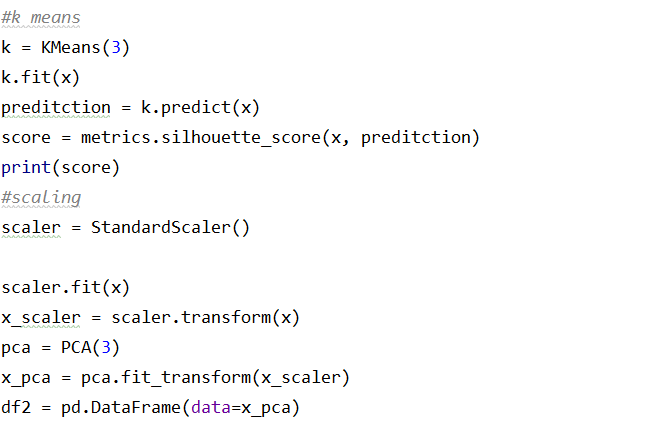 #k means
k = KMeans(3)
k.fit(x)
preditction = k.predict(x)
score = metrics.silhouette_score(x, preditction)
print(score)
#scaling
scaler = StandardScaler()
scaler.fit(x)
x_scaler = scaler.transform(x)
pca = PCA(3)
x_pca = pca.fit_transform(x_scaler)
df2 = pd.DataFrame(data=x_pca)